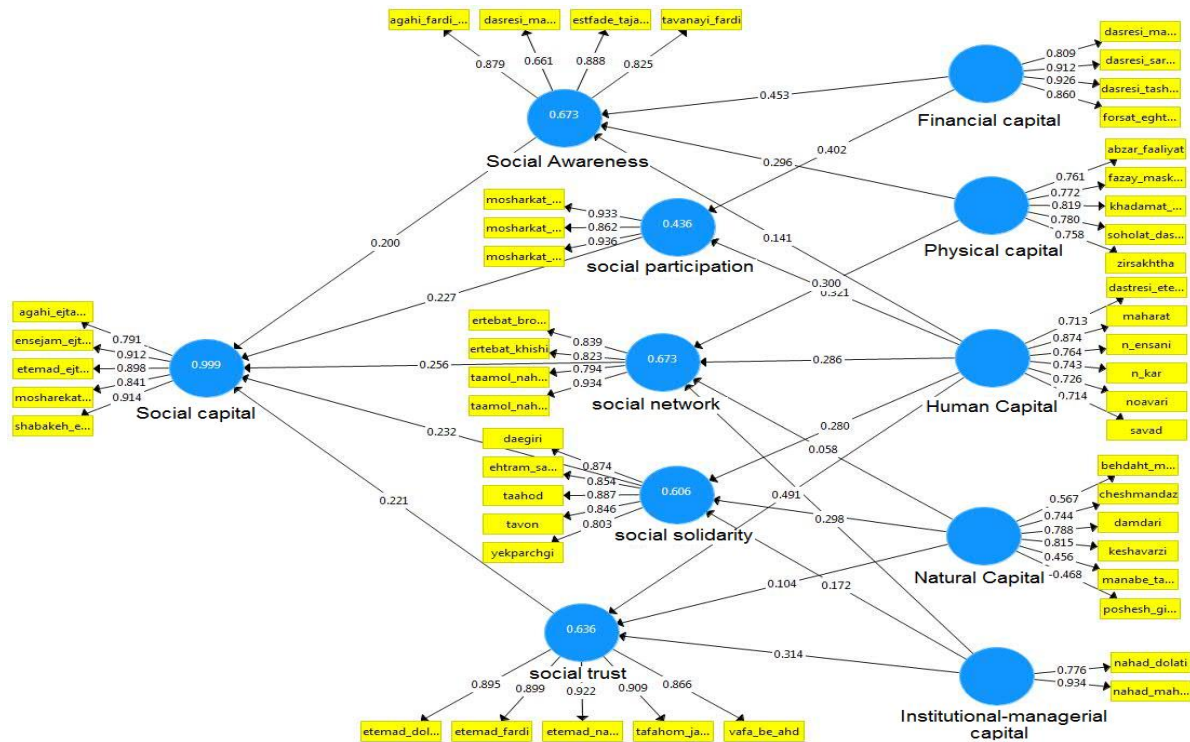 agahi_fardi_...
dasresi_ma...
estfade_taja...
tavanayi_fardi
0.879
0.661
0.888
0.825
0.673
Social Awareness
dasresi_ma...
dasresi_sar...
dasresi_tash...
forsat_eght...
0.809
0.912
0.926
0.860
Financial capital
0.453
0.402
0.296
0.141
abzar_faaliyat
fazay_mask...
khadamat_...
soholat_das...
zirsakhtha
0.761
0.772
0.819
0.780
0.758
Physical capital
mosharkat_...
mosharkat_...
mosharkat_...
0.933
0.862
0.936
0.436
social participation
0.200
0.227
0.300
0.321
agahi_ejta...
ensejam_ejt...
etemad_ejt...
mosharekat...
shabakeh_e...
0.791
0.912
0.898
0.841
0.914
0.999
Social capital
0.256
0.232
0.221
ertebat_bro...
ertebat_khishi
taamol_nah...
taamol_nah...
0.839
0.823
0.794
0.934
0.673
social network
0.286
0.280
0.058
0.491
dastresi_ete...
maharat
n_ensani
n_kar
noavari
savad
0.713
0.874
0.764
0.743
0.726
0.714
Human Capital
daegiri
ehtram_sa...
taahod
tavon
yekparchgi
0.874
0.854
0.887
0.846
0.803
0.606
social solidarity
0.298
0.172
0.104
0.314
behdaht_m...
cheshmandaz
damdari
keshavarzi
manabe_ta...
poshesh_gi...
0.567
0.744
0.788
0.815
0.456
-0.468
Natural Capital
0.636
social trust
0.895
0.899
0.922
0.909
0.866
etemad_dol...
etemad_fardi
etemad_na...
tafahom_ja...
vafa_be_ahd
nahad_dolati
nahad_mah...
0.776
0.934
Institutional-managerial
capital